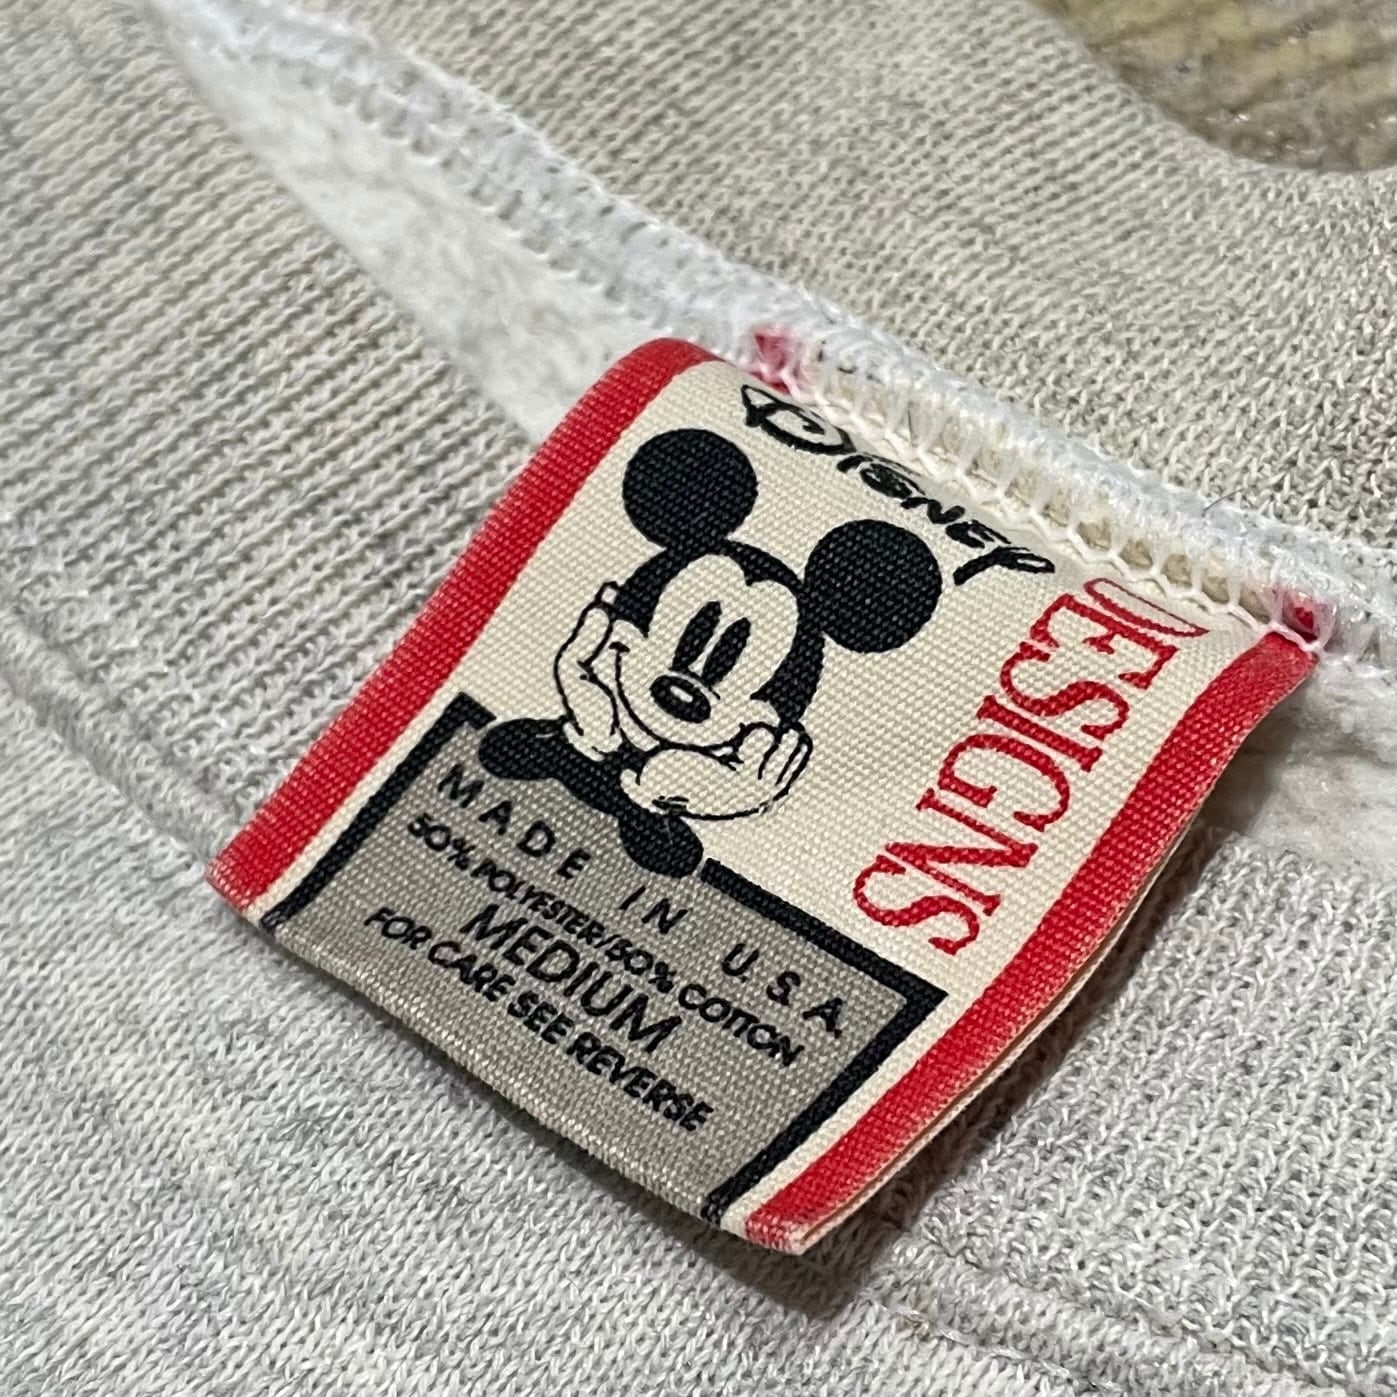 DISNEY
DESIGNS
MADE IN U.S.A.
50% POLYESTER/50% COTTON
MEDIUM
FOR CARE SEE REVERSE